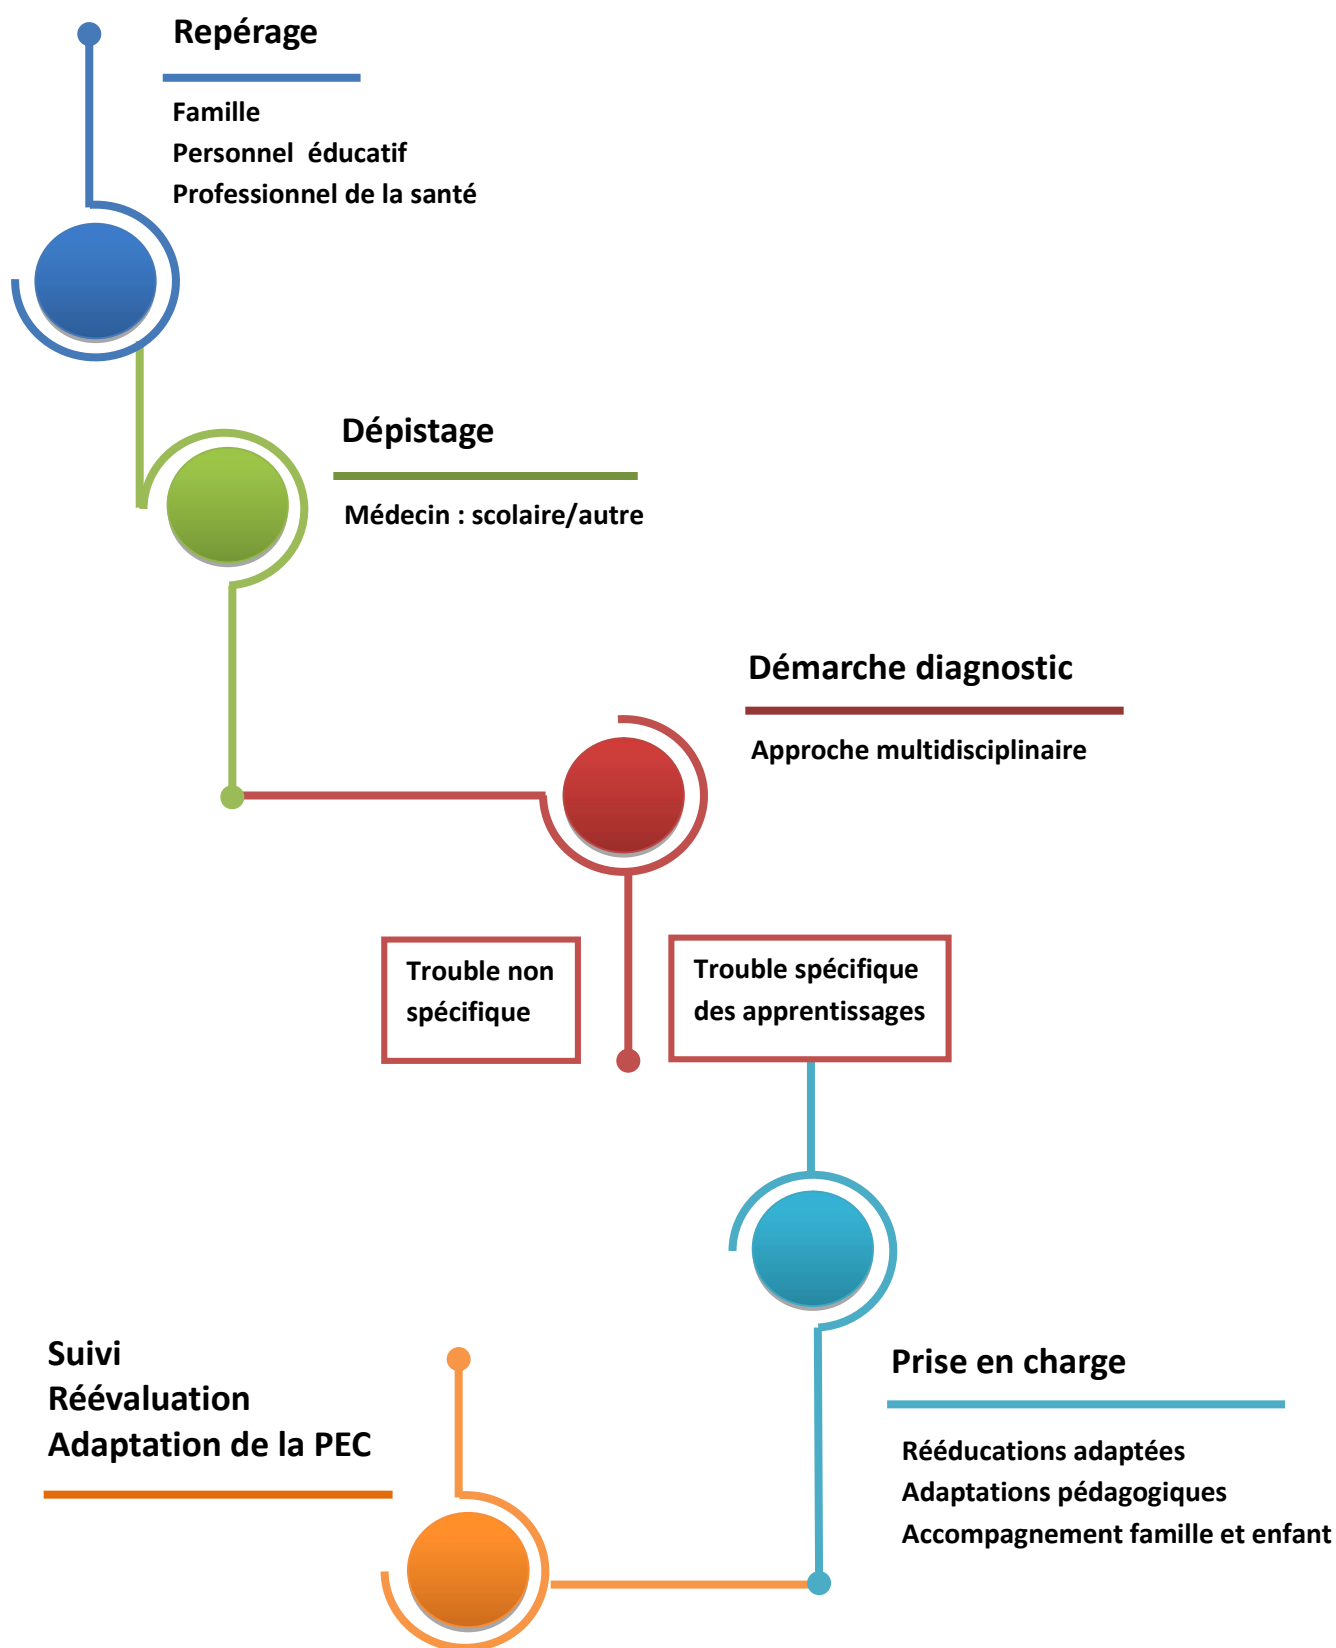 Repérage
Famille
Personnel éducatif
Professionnel de la santé
Dépistage
Médecin : scolaire/autre
Démarche diagnostic
Approche multidisciplinaire
Trouble non
spécifique
Trouble spécifique
des apprentissages
Prise en charge
Rééducations adaptées
Adaptations pédagogiques
Accompagnement famille et enfant
Suivi
Réévaluation
Adaptation de la PEC